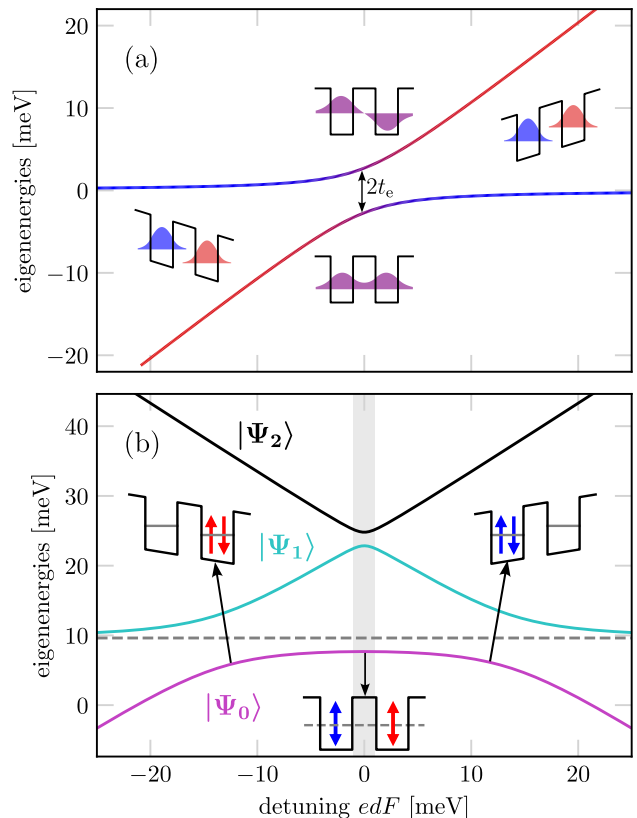 20
(a)
10
eigenenergies [meV]
0
2tₑ
−10
−20
(b)
|Ψ₂⟩
40
30
|Ψ₁⟩
eigenenergies [meV]
20
10
|Ψ₀⟩
0
−20 −10 0 10 20
detuning edF [meV]